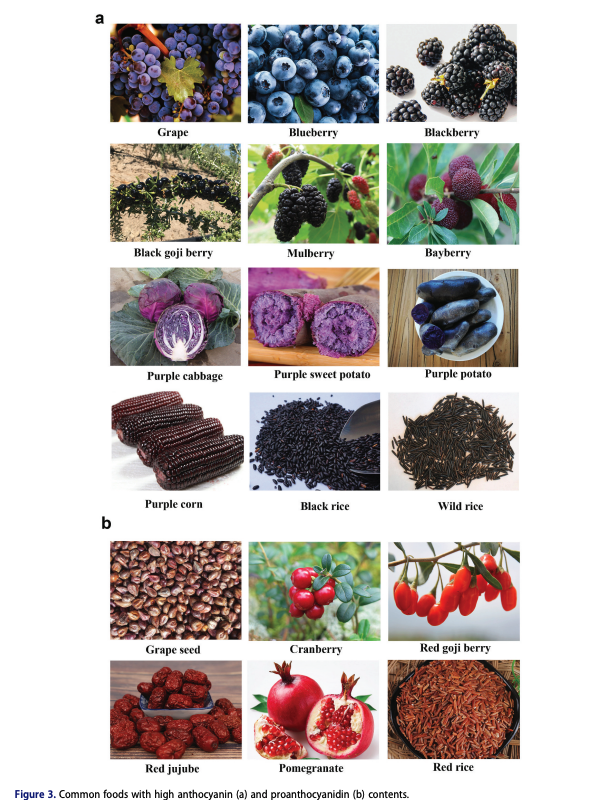 a
Grape Blueberry Blackberry
Black goji berry Mulberry Bayberry
Purple cabbage Purple sweet potato Purple potato
Purple corn Black rice Wild rice
b
Grape seed Cranberry Red goji berry
Red jujube Pomegranate Red rice
Figure 3. Common foods with high anthocyanin (a) and proanthocyanidin (b) contents.